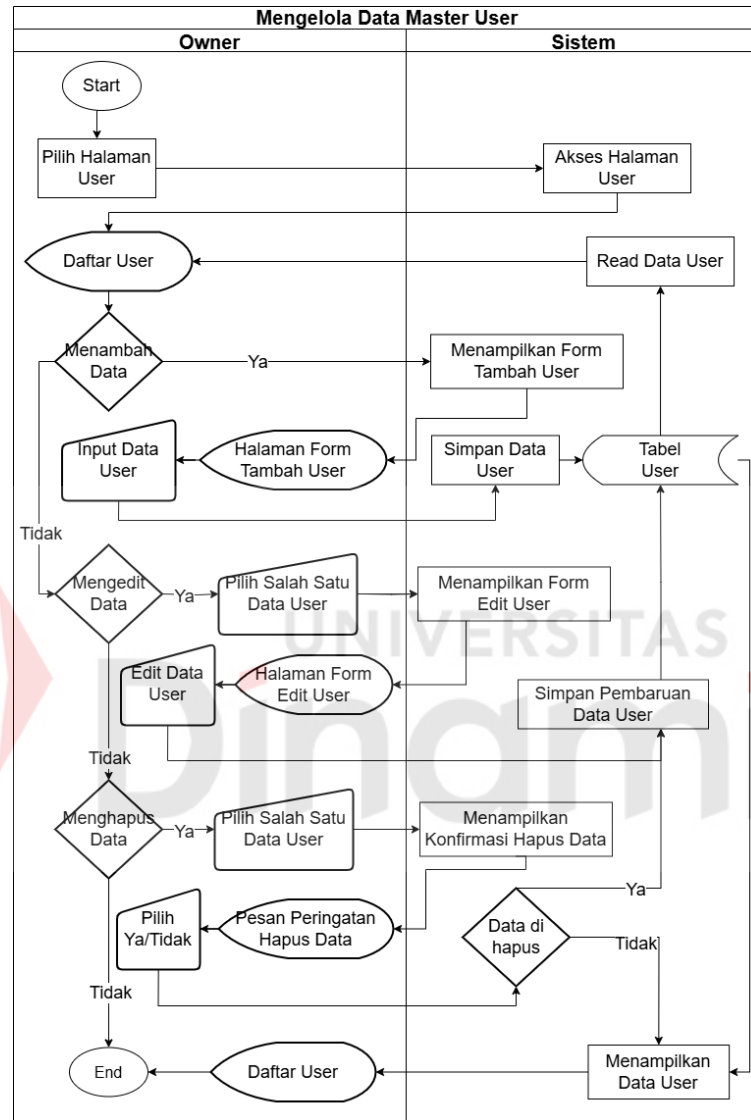 Mengelola Data Master User
Owner
Sistem
Start
Pilih Halaman
User
Akses Halaman
User
Daftar User
Read Data User
Menambah
Data
Ya
Menampilkan Form
Tambah User
Input Data
User
Halaman Form
Tambah User
Simpan Data
User
Tabel
User
Tidak
Mengedit
Data
Ya
Pilih Salah Satu
Data User
Menampilkan Form
Edit User
UNIVERSITAS
Edit Data
User
Halaman Form
Edit User
Simpan Pembaruan
Data User
Dinam
Tidak
Menghapus
Data
Ya
Pilih Salah Satu
Data User
Menampilkan
Konfirmasi Hapus Data
Ya
Pilih
Ya/Tidak
Pesan Peringatan
Hapus Data
Data di
hapus
Tidak
Tidak
End
Daftar User
Menampilkan
Data User